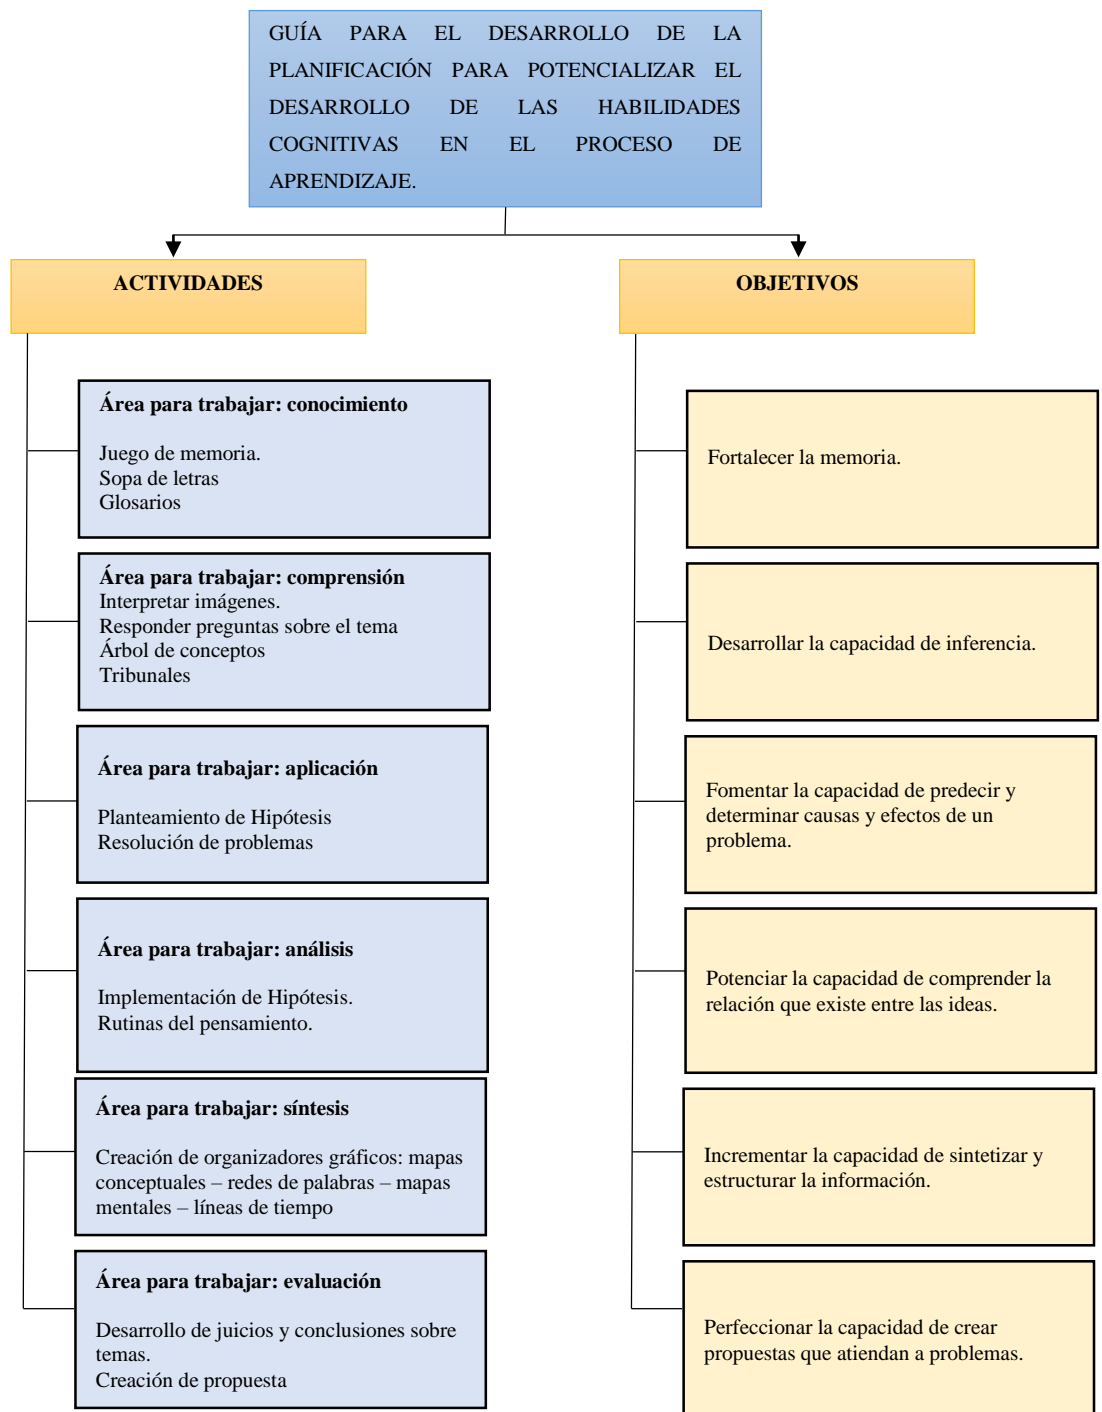 GUÍA PARA EL DESARROLLO DE LA
PLANIFICACIÓN PARA POTENCIALIZAR EL
DESARROLLO DE LAS HABILIDADES
COGNITIVAS EN EL PROCESO DE
APRENDIZAJE.
ACTIVIDADES
Área para trabajar: conocimiento
Juego de memoria.
Sopa de letras
Glosarios
Área para trabajar: comprensión
Interpretar imágenes.
Responder preguntas sobre el tema
Árbol de conceptos
Tribunales
Área para trabajar: aplicación
Planteamiento de Hipótesis
Resolución de problemas
Área para trabajar: análisis
Implementación de Hipótesis.
Rutinas del pensamiento.
Área para trabajar: síntesis
Creación de organizadores gráficos: mapas
conceptuales – redes de palabras – mapas
mentales – líneas de tiempo
Área para trabajar: evaluación
Desarrollo de juicios y conclusiones sobre
temas.
Creación de propuesta
OBJETIVOS
Fortalecer la memoria.
Desarrollar la capacidad de inferencia.
Fomentar la capacidad de predecir y
determinar causas y efectos de un
problema.
Potenciar la capacidad de comprender la
relación que existe entre las ideas.
Incrementar la capacidad de sintetizar y
estructurar la información.
Perfeccionar la capacidad de crear
propuestas que atiendan a problemas.